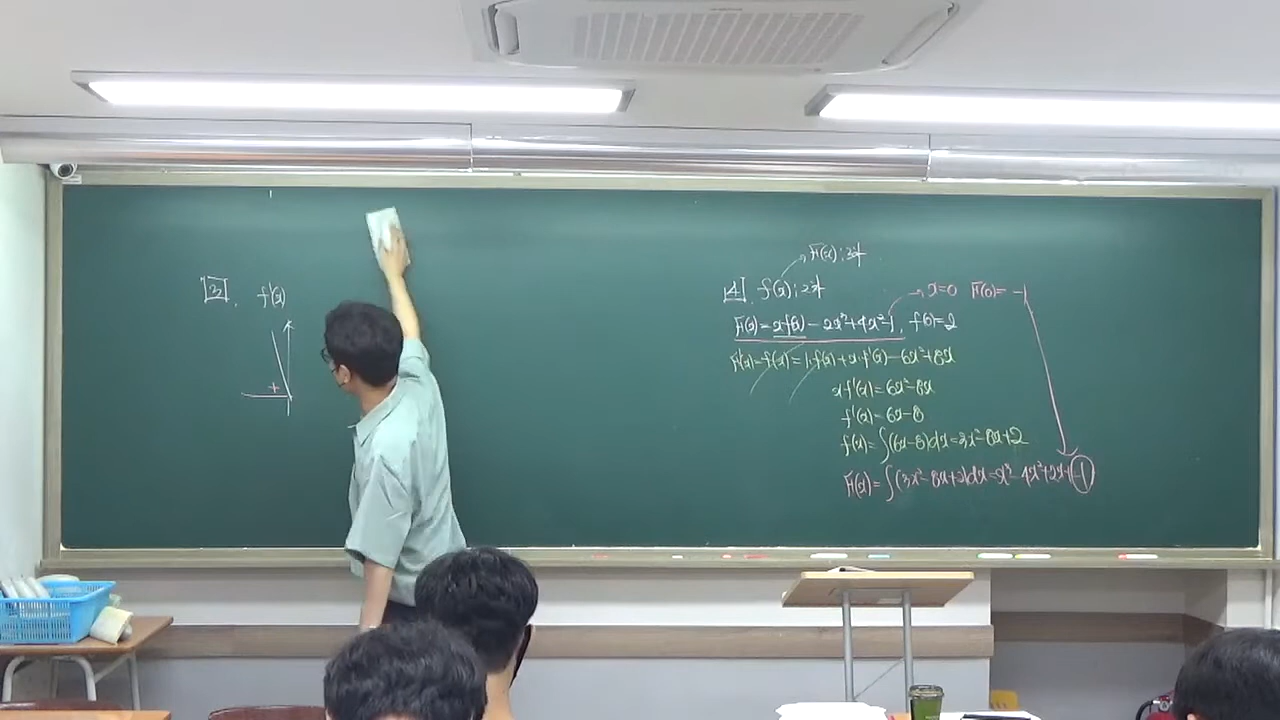 3. f'(x)
+
F(x) : 3차
4. f(x) : 2차
F(x) = xf(x) - 2x³ + 4x² - 1, f(0) = 2
x=0 F(0) = -1
F'(x) = f(x) = 1·f(x) + x·f'(x) - 6x² + 8x
xf'(x) = 6x² - 8x
f'(x) = 6x - 8
f(x) = ∫(6x - 8)dx = 3x² - 8x + 2
F(x) = ∫(3x² - 8x + 2)dx = x³ - 4x² + 2x + (-1)